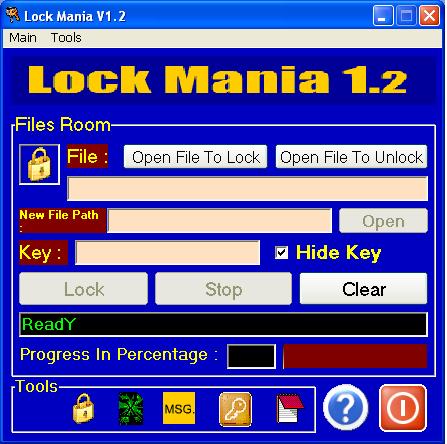 Lock Mania V1.2
Main Tools
Lock Mania 1.2
Files Room
File : Open File To Lock Open File To Unlock
New File Path : Open
Key : Hide Key
Lock Stop Clear
ReadY
Progress In Percentage :
Tools
MSG. ?